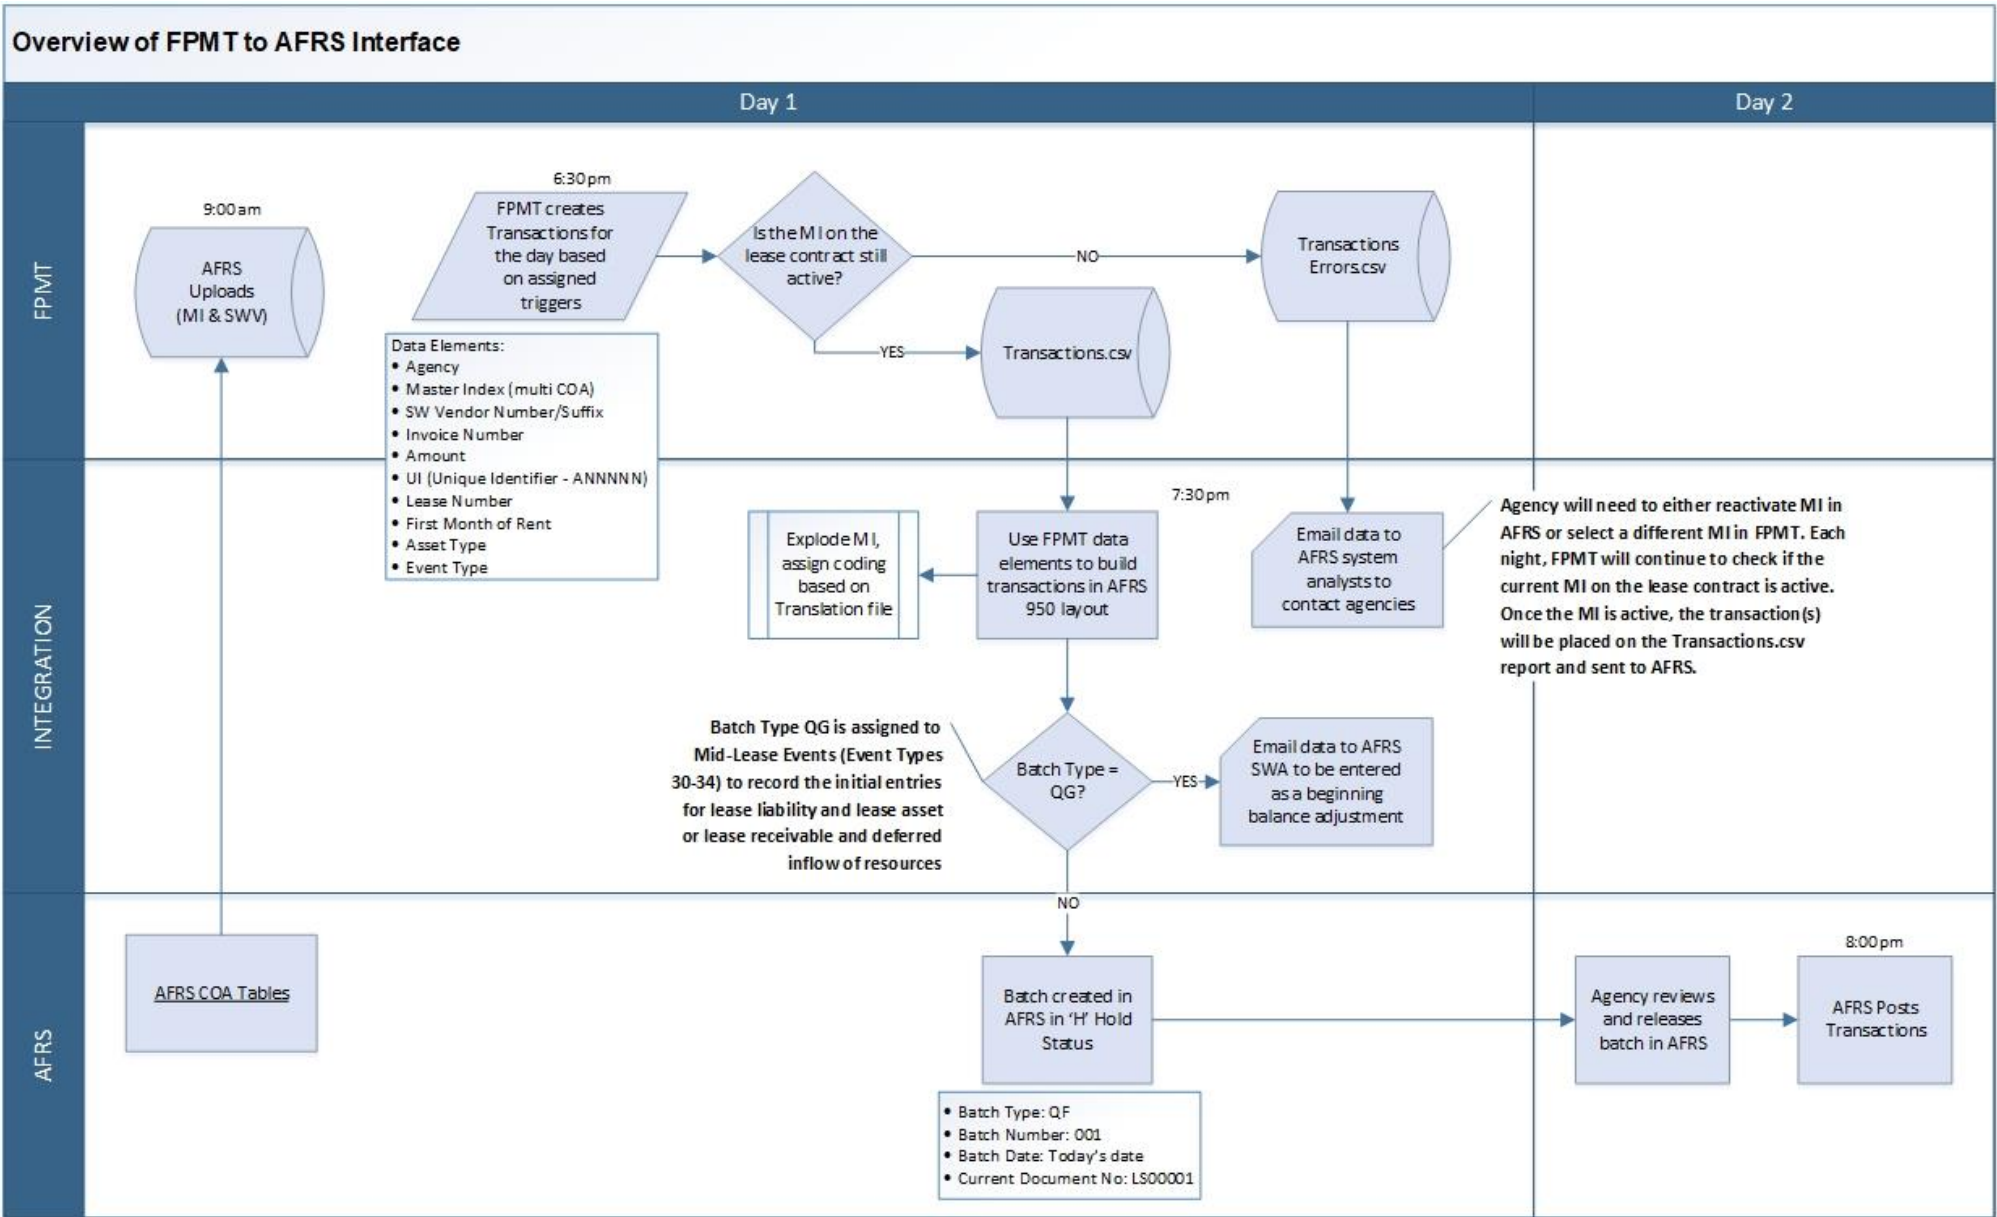 Overview of FPMT to AFRS Interface
Day 1
Day 2
FPMT
9:00 am
AFRS
Uploads
(MI & SWV)
6:30 pm
FPMT creates
Transactions for
the day based
on assigned
triggers
Is the MI on the
lease contract still
active?
NO
Transactions
Errors.csv
YES
Transactions.csv
Data Elements:
• Agency
• Master Index (multi COA)
• SW Vendor Number/Suffix
• Invoice Number
• Amount
• UI (Unique Identifier - ANNNNN)
• Lease Number
• First Month of Rent
• Asset Type
• Event Type
INTEGRATION
7:30 pm
Explode MI,
assign coding
based on
Translation file
Use FPMT data
elements to build
transactions in AFRS
950 layout
Email data to
AFRS system
analysts to
contact agencies
Agency will need to either reactivate MI in
AFRS or select a different MI in FPMT. Each
night, FPMT will continue to check if the
current MI on the lease contract is active.
Once the MI is active, the transaction(s)
will be placed on the Transactions.csv
report and sent to AFRS.
Batch Type QG is assigned to
Mid-Lease Events (Event Types
30-34) to record the initial entries
for lease liability and lease asset
or lease receivable and deferred
inflow of resources
Batch Type =
QG?
YES
Email data to AFRS
SWA to be entered
as a beginning
balance adjustment
NO
AFRS
AFRS COA Tables
Batch created in
AFRS in ‘H’ Hold
Status
Agency reviews
and releases
batch in AFRS
8:00 pm
AFRS Posts
Transactions
• Batch Type: QF
• Batch Number: 001
• Batch Date: Today’s date
• Current Document No: LS00001